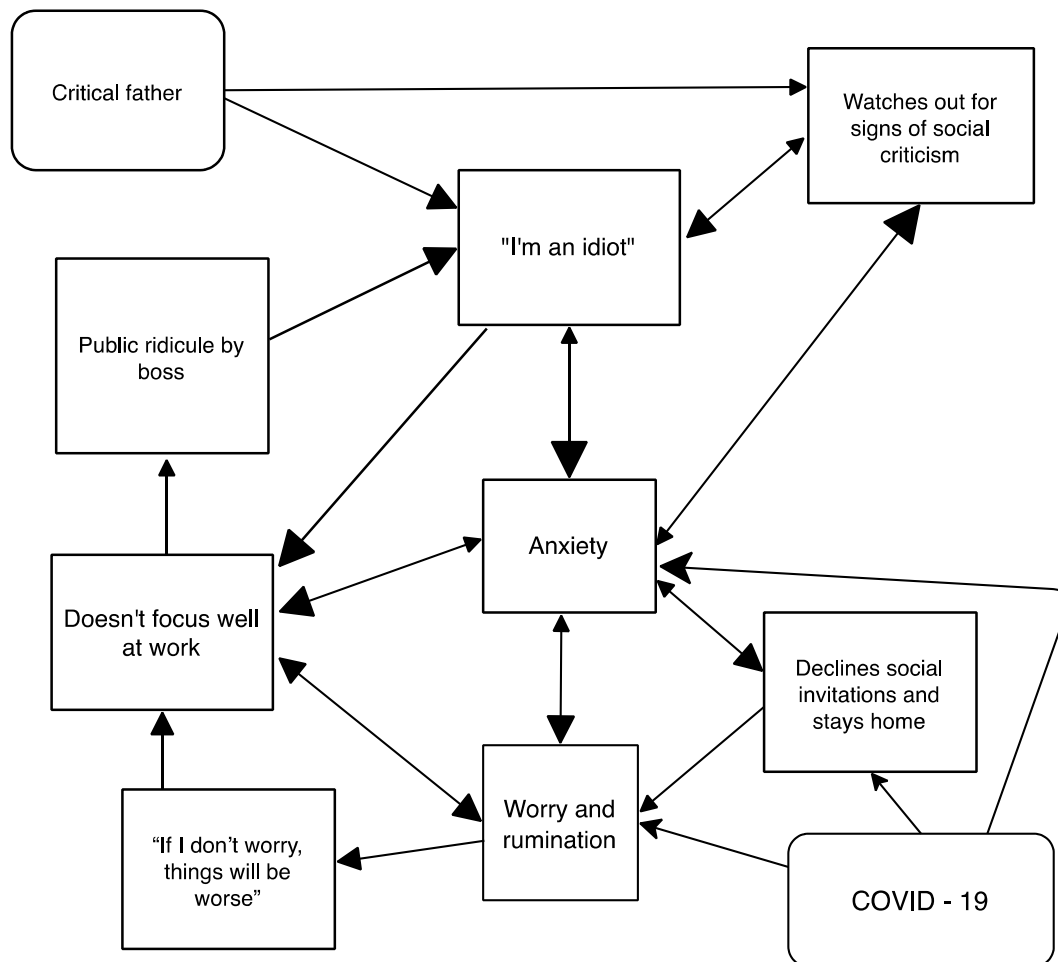 Critical father
Watches out for
signs of social
criticism
"I'm an idiot"
Public ridicule by
boss
Anxiety
Doesn't focus well
at work
Declines social
invitations and
stays home
Worry and
rumination
“If I don’t worry,
things will be
worse”
COVID - 19